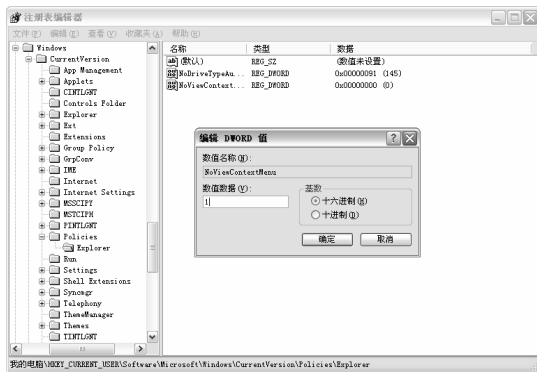 注册表编辑器
文件(F) 编辑(E) 查看(V) 收藏夹(A) 帮助(H)
Windows
CurrentVersion
App Management
Applets
CINTLGNT
Controls Folder
Explorer
Ext
Extensions
Group Policy
GrpConv
IME
Internet
Internet Settings
MSSCIPY
MSTCIPH
PINTLGNT
Policies
Explorer
Run
Settings
Shell Extensions
Syncmgr
Telephony
ThemeManager
Themes
TINTLGNT
名称 类型 数据
ab (默认) REG_SZ (数值未设置)
NoDriveTypeAu... REG_DWORD 0x00000091 (145)
NoViewContext... REG_DWORD 0x00000000 (0)
编辑 DWORD 值
数值名称(N):
NoViewContextMenu
数值数据(V):
1
基数
十六进制(H)
十进制(D)
确定 取消
我的电脑\HKEY_CURRENT_USER\Software\Microsoft\Windows\CurrentVersion\Policies\Explorer